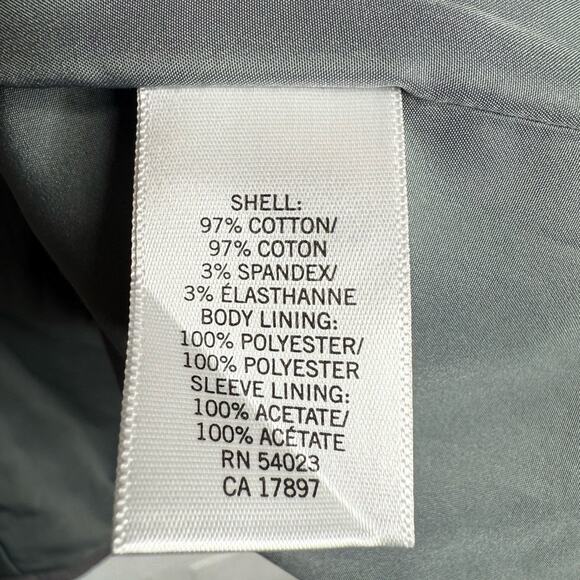 SHELL:
97% COTTON/
97% COTON
3% SPANDEX/
3% ÉLASTHANNE
BODY LINING:
100% POLYESTER/
100% POLYESTER
SLEEVE LINING:
100% ACETATE/
100% ACÉTATE
RN 54023
CA 17897